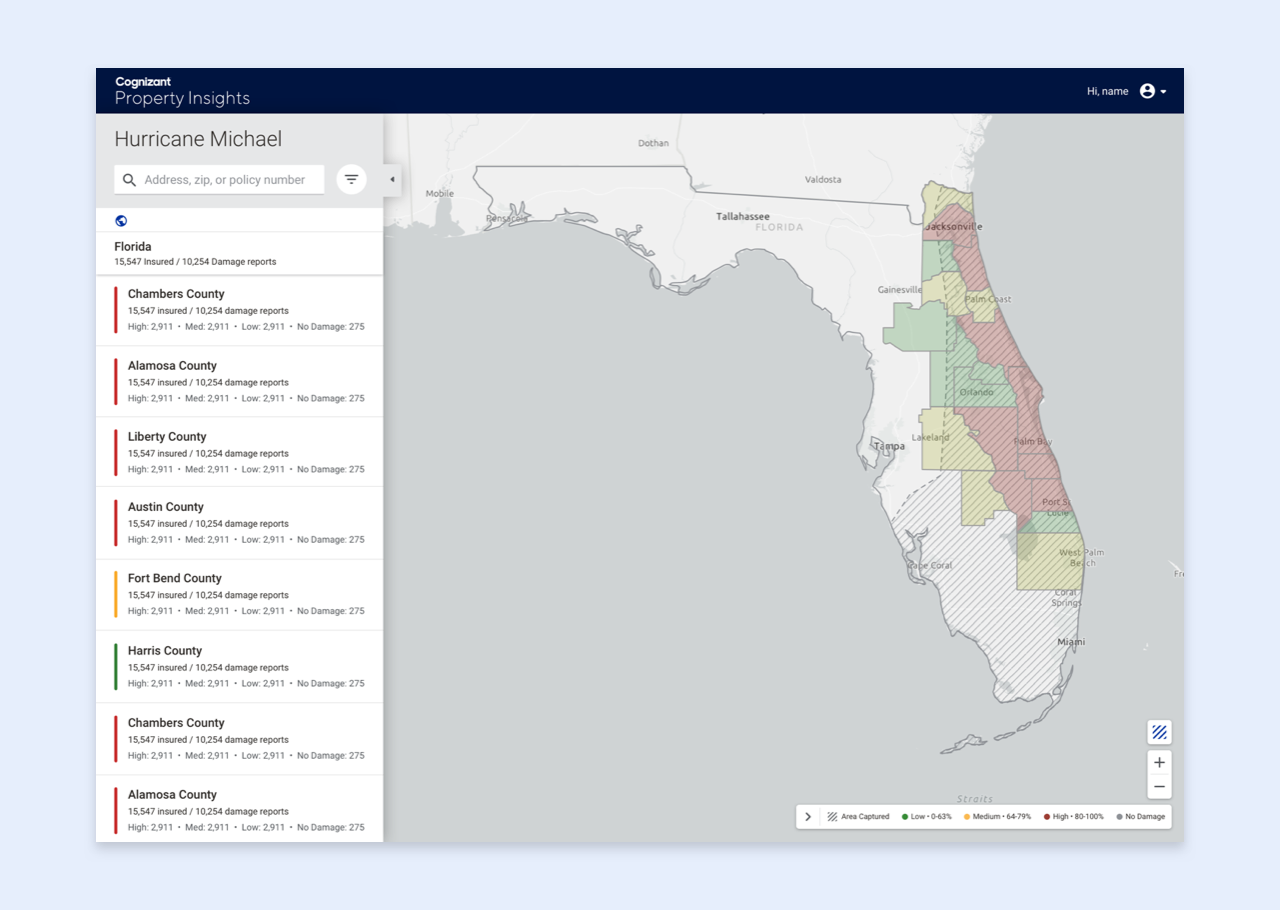 Cognizant
Property Insights
Hi, name
Hurricane Michael
Address, zip, or policy number
Florida
15,547 Insured / 10,254 Damage reports
Chambers County
15,547 insured / 10,254 damage reports
High: 2,911 • Med: 2,911 • Low: 2,911 • No Damage: 275
Alamosa County
15,547 insured / 10,254 damage reports
High: 2,911 • Med: 2,911 • Low: 2,911 • No Damage: 275
Liberty County
15,547 insured / 10,254 damage reports
High: 2,911 • Med: 2,911 • Low: 2,911 • No Damage: 275
Austin County
15,547 insured / 10,254 damage reports
High: 2,911 • Med: 2,911 • Low: 2,911 • No Damage: 275
Fort Bend County
15,547 insured / 10,254 damage reports
High: 2,911 • Med: 2,911 • Low: 2,911 • No Damage: 275
Harris County
15,547 insured / 10,254 damage reports
High: 2,911 • Med: 2,911 • Low: 2,911 • No Damage: 275
Chambers County
15,547 insured / 10,254 damage reports
High: 2,911 • Med: 2,911 • Low: 2,911 • No Damage: 275
Alamosa County
15,547 insured / 10,254 damage reports
High: 2,911 • Med: 2,911 • Low: 2,911 • No Damage: 275
Dothan
Valdosta
Mobile
Pensacola
Tallahassee
FLORIDA
Jacksonville
Gainesville
Palm Coast
Orlando
Lakeland
Tampa
Palm Bay
Port St.
Lucie
West Palm
Beach
Cape Coral
Fre
Coral
Springs
Miami
Straits
Area Captured
Low • 0-63%
Medium • 64-79%
High • 80-100%
No Damage